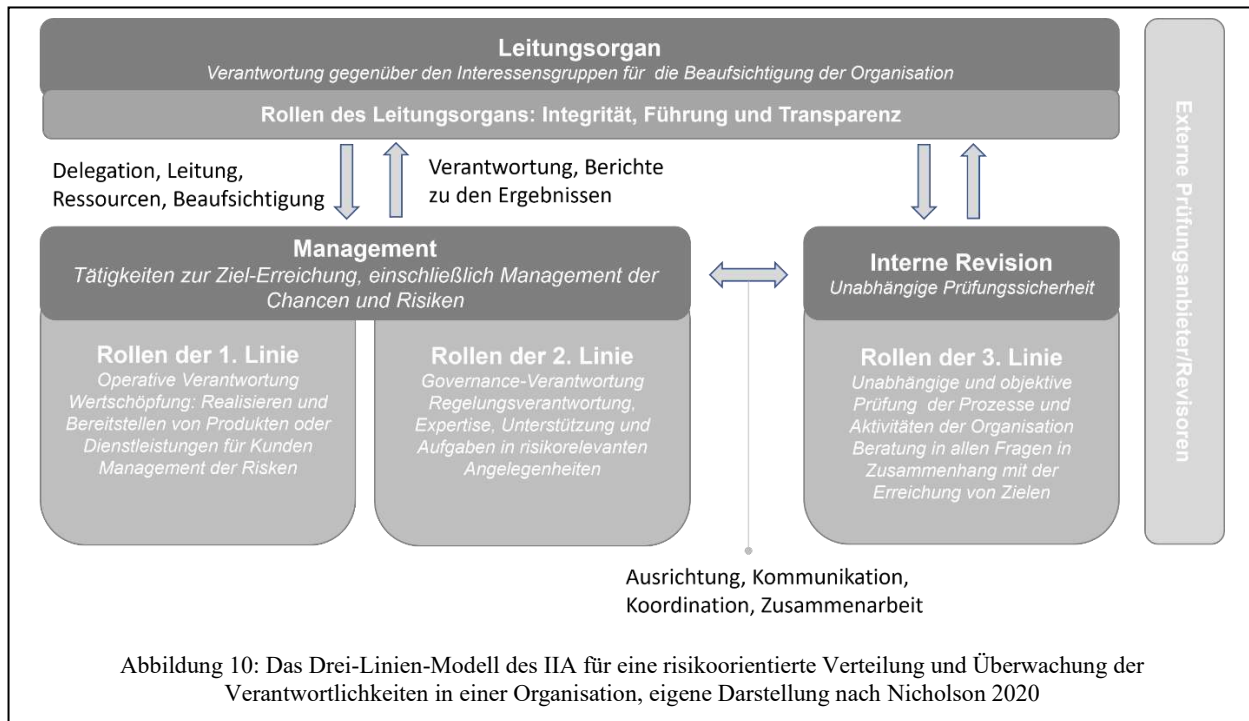 Leitungsorgan
Verantwortung gegenüber den Interessensgruppen für die Beaufsichtigung der Organisation
Rollen des Leitungsorgans: Integrität, Führung und Transparenz
Delegation, Leitung,
Ressourcen, Beaufsichtigung
Verantwortung, Berichte
zu den Ergebnissen
Management
Tätigkeiten zur Ziel-Erreichung, einschließlich Management der
Chancen und Risiken
Interne Revision
Unabhängige Prüfungssicherheit
Rollen der 1. Linie
Operative Verantwortung
Wertschöpfung: Realisieren und
Bereitstellen von Produkten oder
Dienstleistungen für Kunden
Management der Risiken
Rollen der 2. Linie
Governance-Verantwortung
Regelungsverantwortung,
Expertise, Unterstützung und
Aufgaben in risikorelevanten
Angelegenheiten
Rollen der 3. Linie
Unabhängige und objektive
Prüfung der Prozesse und
Aktivitäten der Organisation
Beratung in allen Fragen in
Zusammenhang mit der
Erreichung von Zielen
Externe Prüfungsanbieter/Revisoren
Ausrichtung, Kommunikation,
Koordination, Zusammenarbeit
Abbildung 10: Das Drei-Linien-Modell des IIA für eine risikoorientierte Verteilung und Überwachung der
Verantwortlichkeiten in einer Organisation, eigene Darstellung nach Nicholson 2020